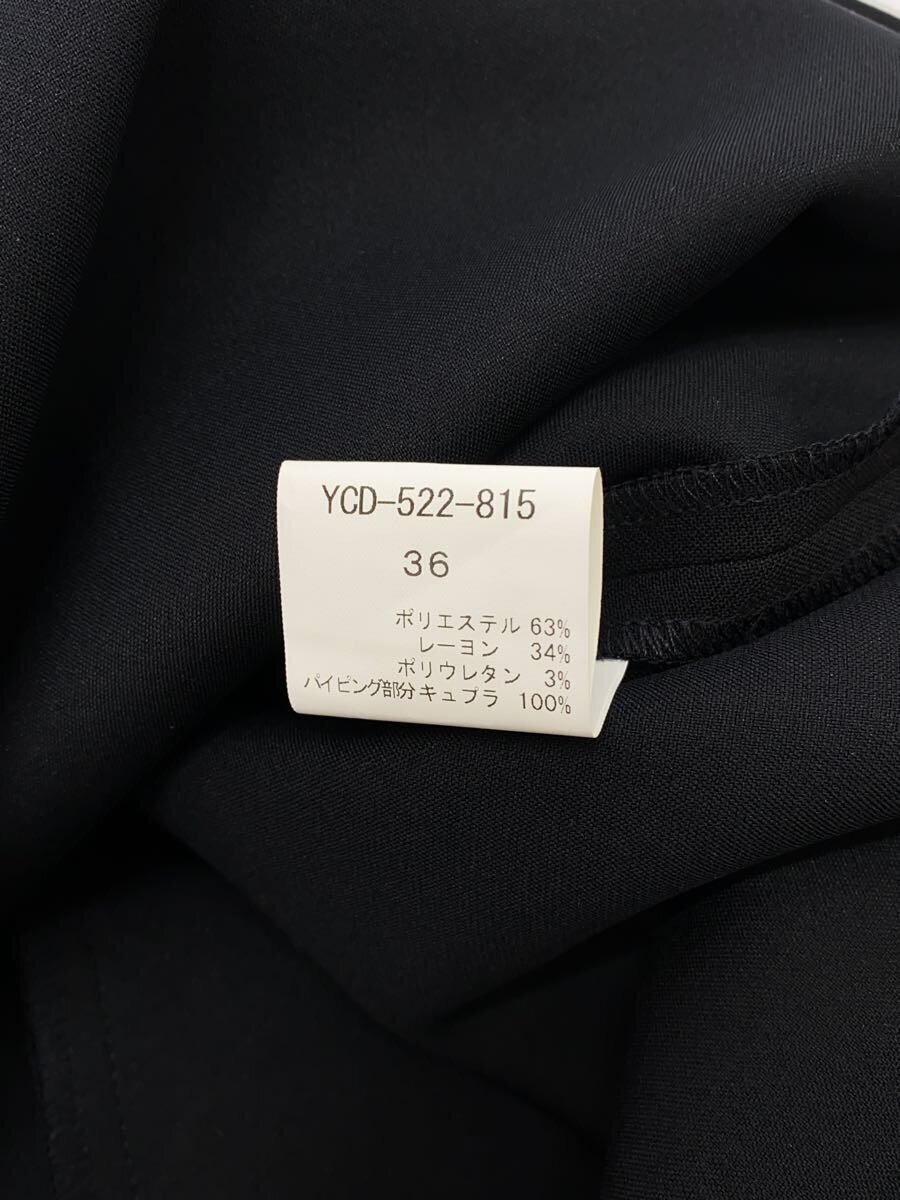 YCD-522-815
36
ポリエステル 63%
レーヨン 34%
ポリウレタン 3%
パイピング部分 キュプラ 100%